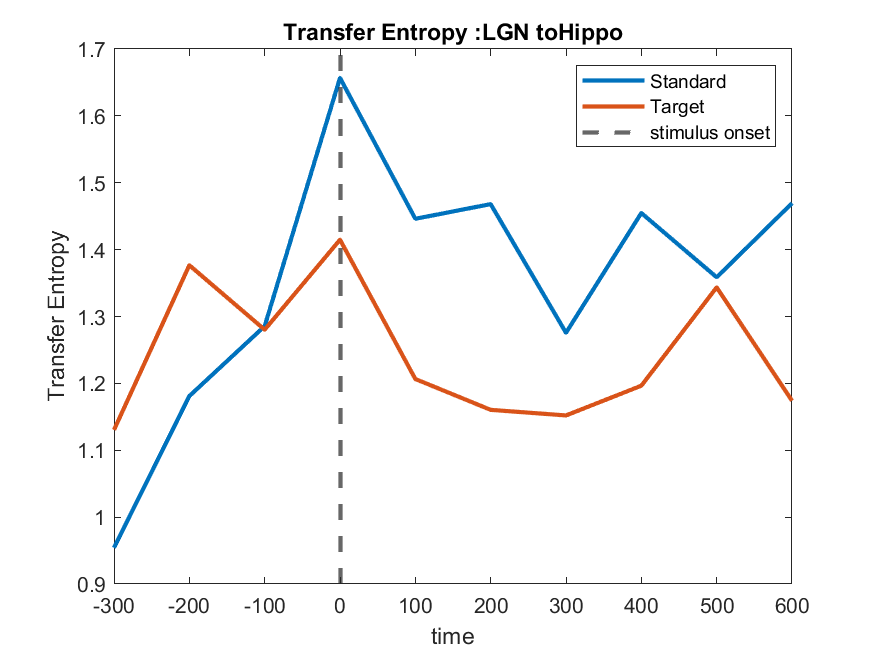 Transfer Entropy :LGN toHippo
Standard
Target
stimulus onset
Transfer Entropy
1.7
1.6
1.5
1.4
1.3
1.2
1.1
1
0.9
-300 -200 -100 0 100 200 300 400 500 600
time